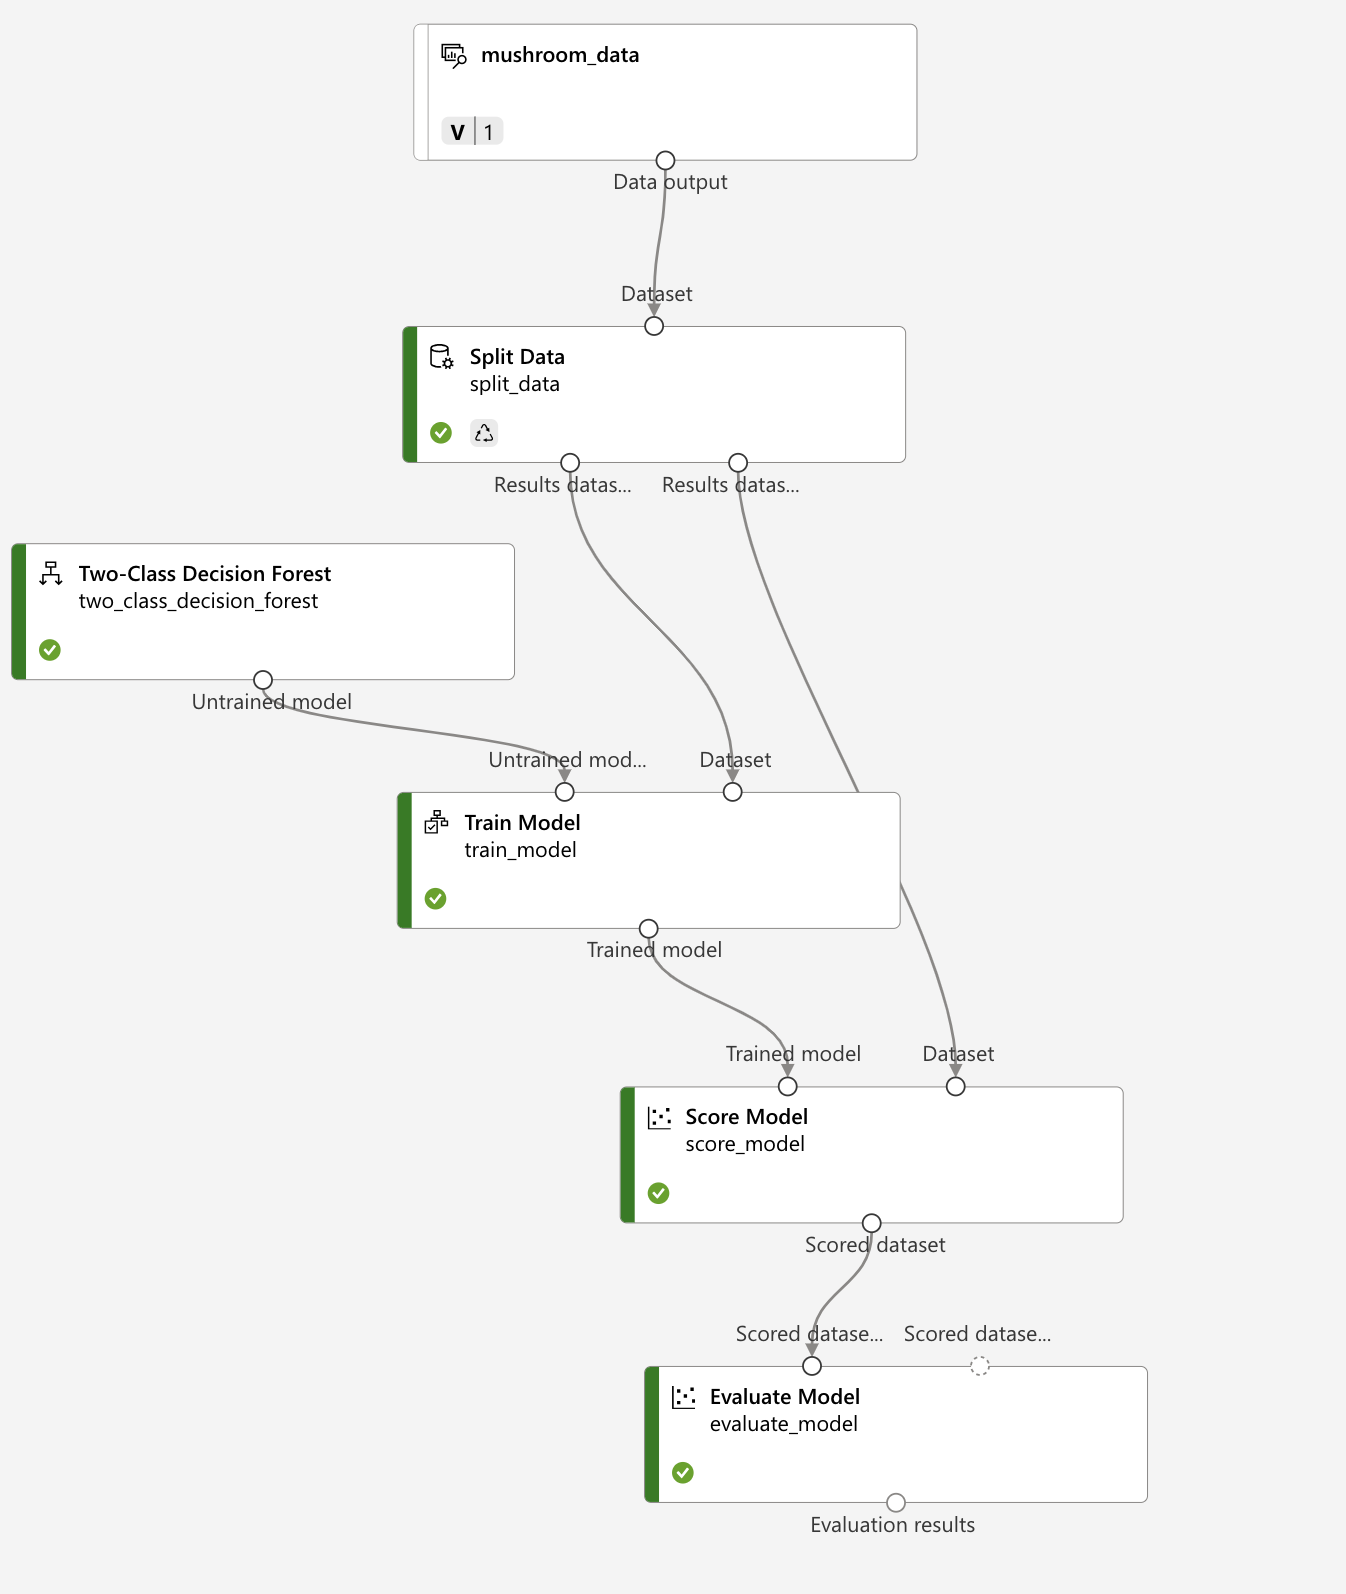 mushroom_data
V 1
Data output
Dataset
Split Data
split_data
Results datas... Results datas...
Two-Class Decision Forest
two_class_decision_forest
Untrained model
Untrained mod... Dataset
Train Model
train_model
Trained model
Trained model Dataset
Score Model
score_model
Scored dataset
Scored datase... Scored datase...
Evaluate Model
evaluate_model
Evaluation results